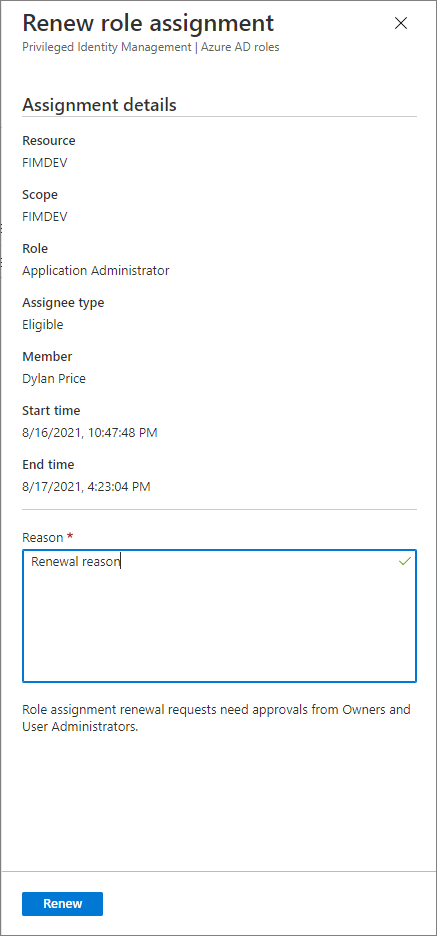 Renew role assignment
Privileged Identity Management | Azure AD roles
Assignment details
Resource
FIMDEV
Scope
FIMDEV
Role
Application Administrator
Assignee type
Eligible
Member
Dylan Price
Start time
8/16/2021, 10:47:48 PM
End time
8/17/2021, 4:23:04 PM
Reason *
Renewal reason
Role assignment renewal requests need approvals from Owners and
User Administrators.
Renew